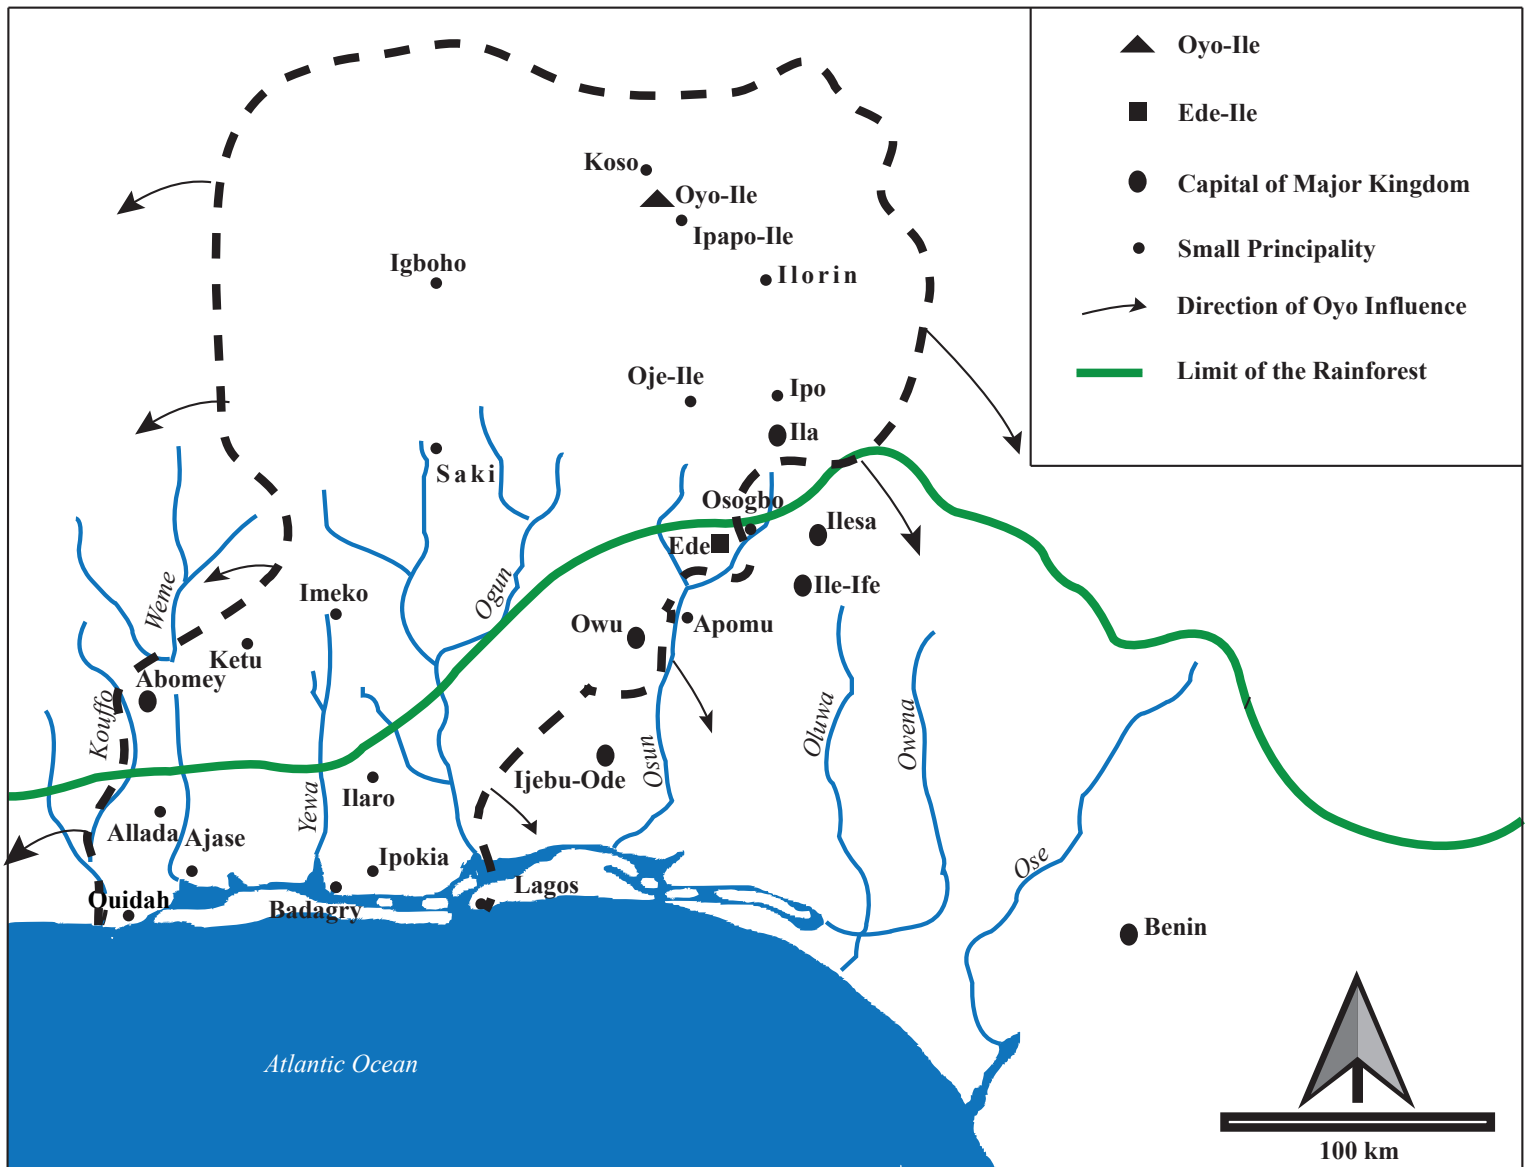 Oyo-Ile
Ede-Ile
Capital of Major Kingdom
Small Principality
Direction of Oyo Influence
Limit of the Rainforest
Koso
Oyo-Ile
Ipapo-Ile
Igboho
Ilorin
Oje-Ile
Ipo
Ila
Saki
Osogbo
Ilesa
Ede
Ile-Ife
Weme
Ogun
Imeko
Owu
Apomu
Ketu
Abomey
Kouffo
Oluwa
Owena
Osun
Ijebu-Ode
Yewa
Ilaro
Allada
Ajase
Ipokia
Ose
Lagos
Ouidah
Badagry
Benin
Atlantic Ocean
100 km